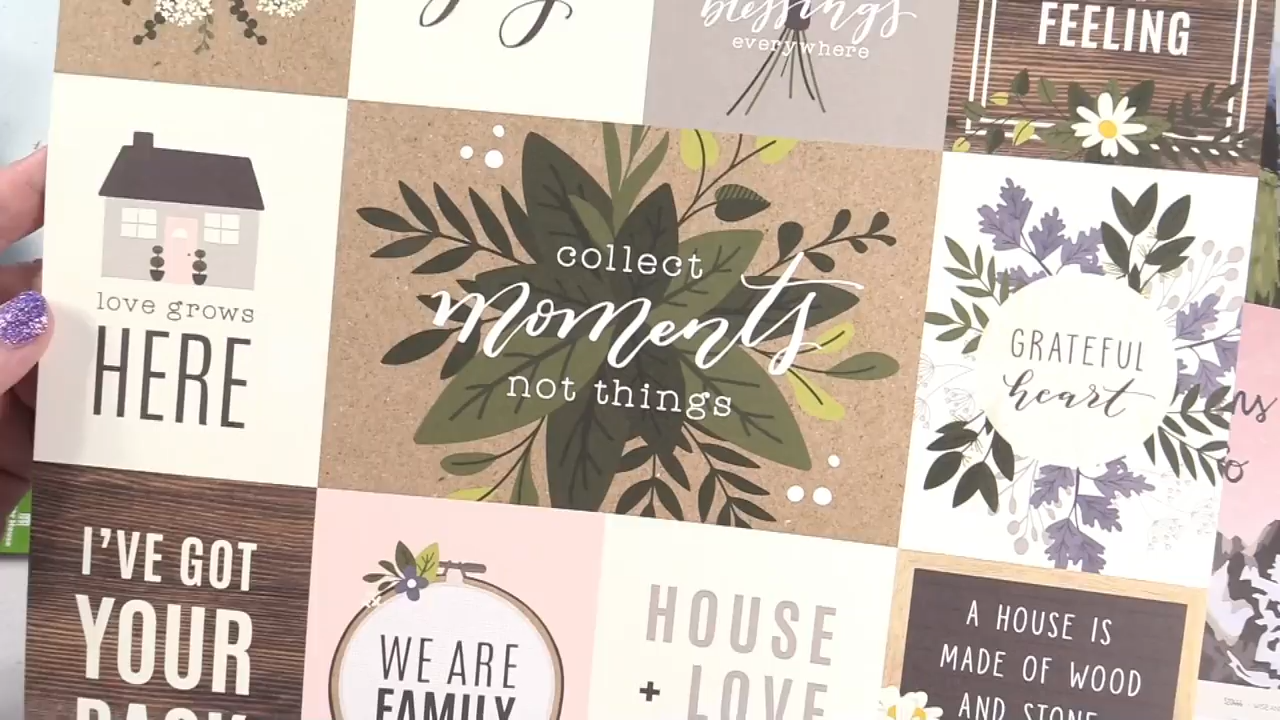 blessings
everywhere
FEELING
love grows
HERE
collect
moments
not things
GRATEFUL
heart
I'VE GOT
YOUR
BACK
WE ARE
FAMILY
HOUSE
+ LOVE
A HOUSE IS
MADE OF WOOD
AND STONE